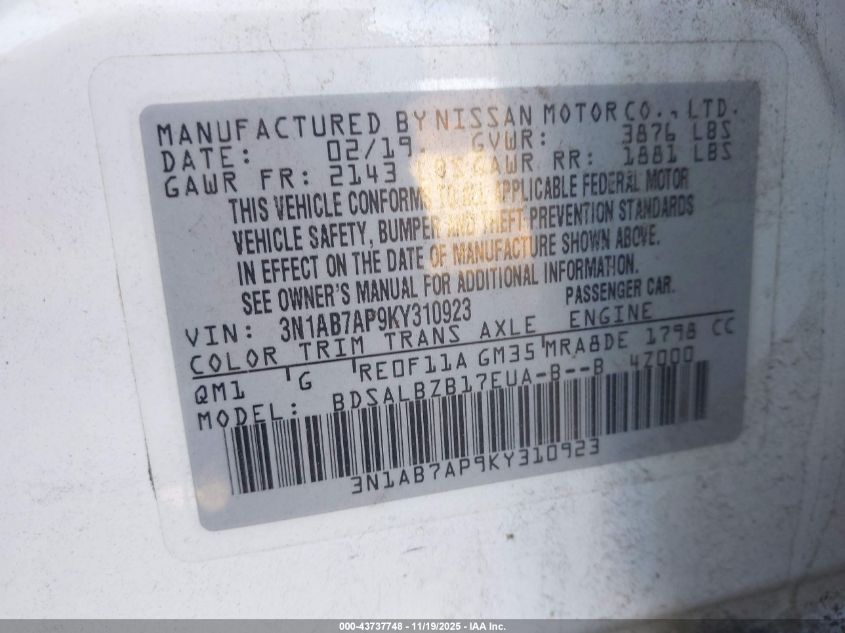 MANUFACTURED BY NISSAN MOTOR CO., LTD.
DATE: 02/19 GVWR: 3876 LBS
GAWR FR: 2143 LBS GAWR RR: 1881 LBS
THIS VEHICLE CONFORMS TO ALL APPLICABLE FEDERAL MOTOR
VEHICLE SAFETY, BUMPER AND THEFT PREVENTION STANDARDS
IN EFFECT ON THE DATE OF MANUFACTURE SHOWN ABOVE.
SEE OWNER'S MANUAL FOR ADDITIONAL INFORMATION.
VIN: 3N1AB7AP9KY310923 PASSENGER CAR.
COLOR TRIM TRANS AXLE ENGINE
QM1 G RE0F11A GM35 MRA8DE 1798 CC
MODEL: BDSALBZB17EUA-B--B 4Z000
3N1AB7AP9KY310923
000-43737748 - 11/19/2025 - IAA Inc.